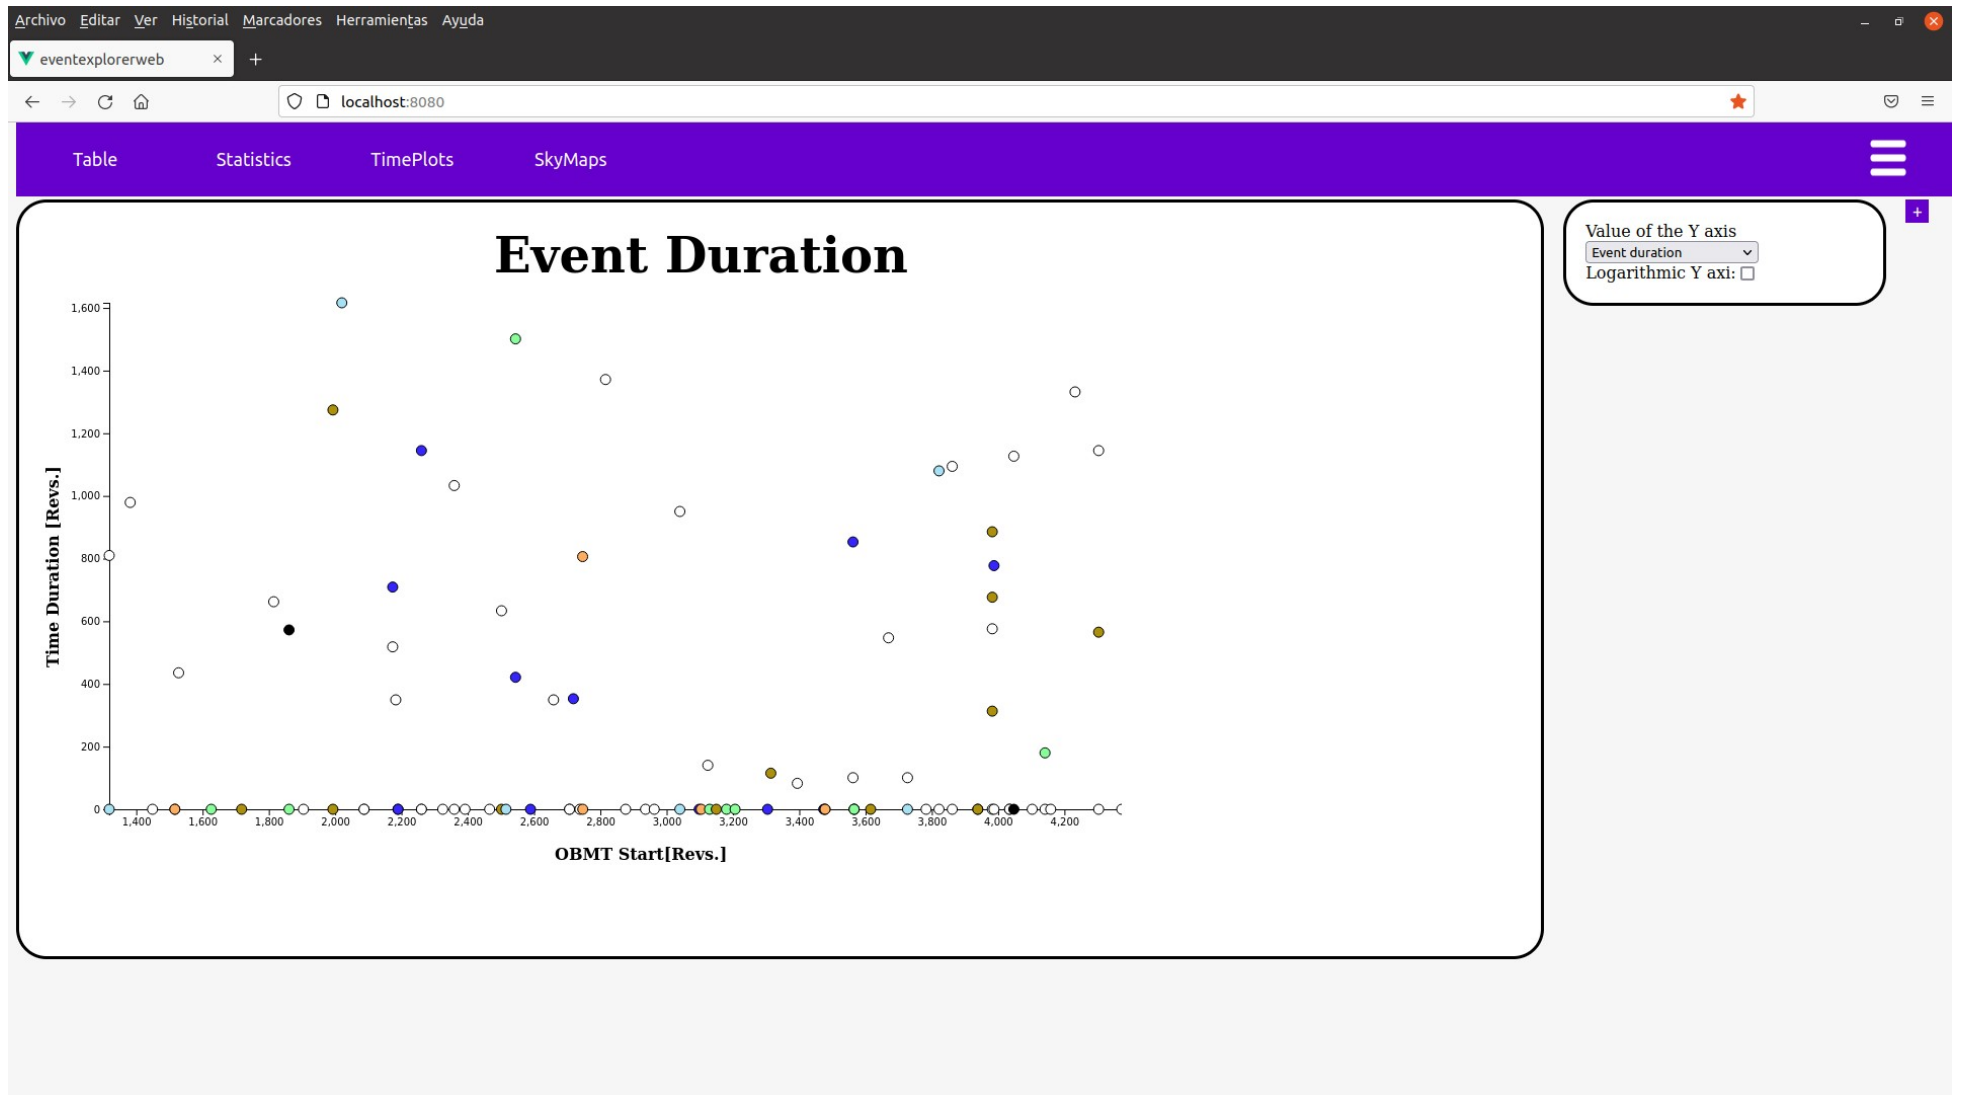 Archivo Editar Ver Historial Marcadores Herramientas Ayuda
eventexplorerweb
localhost:8080
Table Statistics TimePlots SkyMaps
Event Duration
Value of the Y axis
Event duration
Logarithmic Y axi:
+
1,600
1,400
1,200
1,000
800
600
400
200
0
Time Duration [Revs.]
1,400 1,600 1,800 2,000 2,200 2,400 2,600 2,800 3,000 3,200 3,400 3,600 3,800 4,000 4,200
OBMT Start[Revs.]